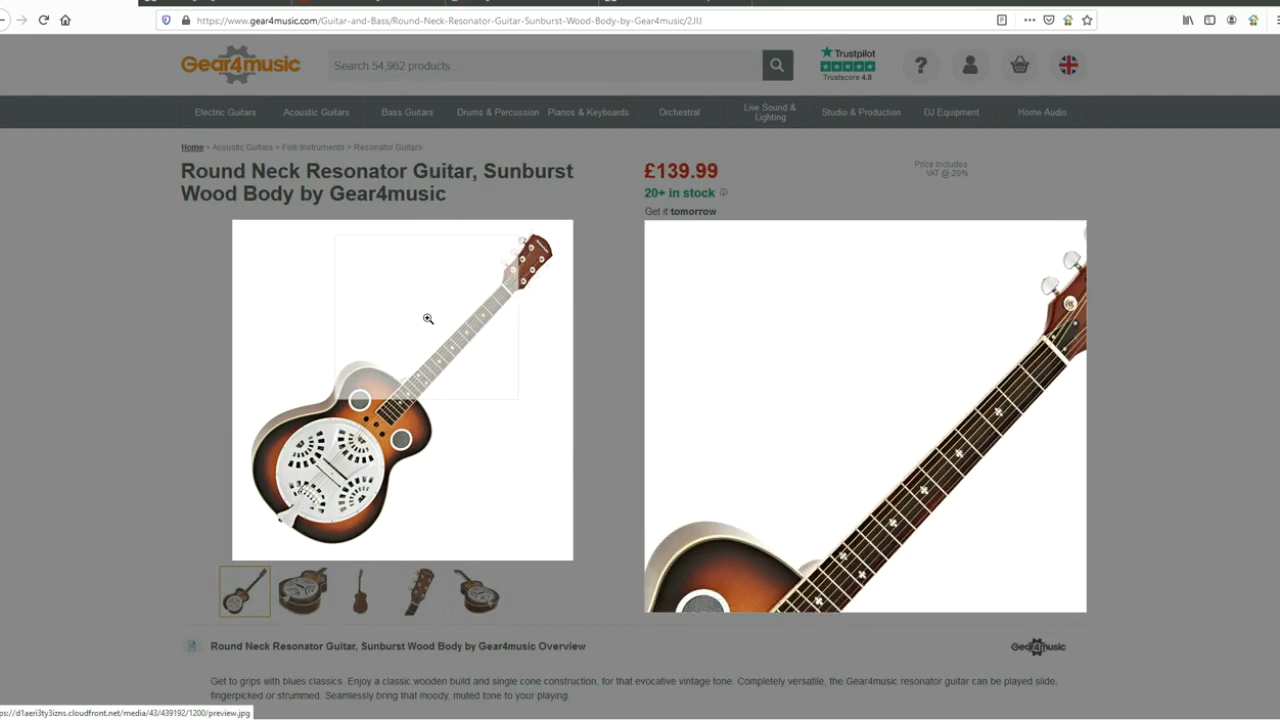 https://www.gear4music.com/Guitar-and-Bass/Round-Neck-Resonator-Guitar-Sunburst-Wood-Body-by-Gear4music/2JIJ
Gear4music
Search 54,962 products.
Trustpilot
Trustscore 4.8
?
Electric Guitars
Acoustic Guitars
Bass Guitars
Drums & Percussion
Pianos & Keyboards
Orchestral
Live Sound &
Lighting
Studio & Production
DJ Equipment
Home Audio
Home > Acoustic Guitars > Folk Instruments > Resonator Guitars
Round Neck Resonator Guitar, Sunburst
Wood Body by Gear4music
£139.99
20+ in stock
Get it tomorrow
Price Includes
VAT @ 20%
Round Neck Resonator Guitar, Sunburst Wood Body by Gear4music Overview
Gear4music
Get to grips with blues classics. Enjoy a classic wooden build and single cone construction, for that evocative vintage tone. Completely versatile, the Gear4music resonator guitar can be played slide,
fingerpicked or strummed. Seamlessly bring that moody, muted tone to your playing.
ps://d1aeri3ty3izns.cloudfront.net/media/43/439192/1200/preview.jpg